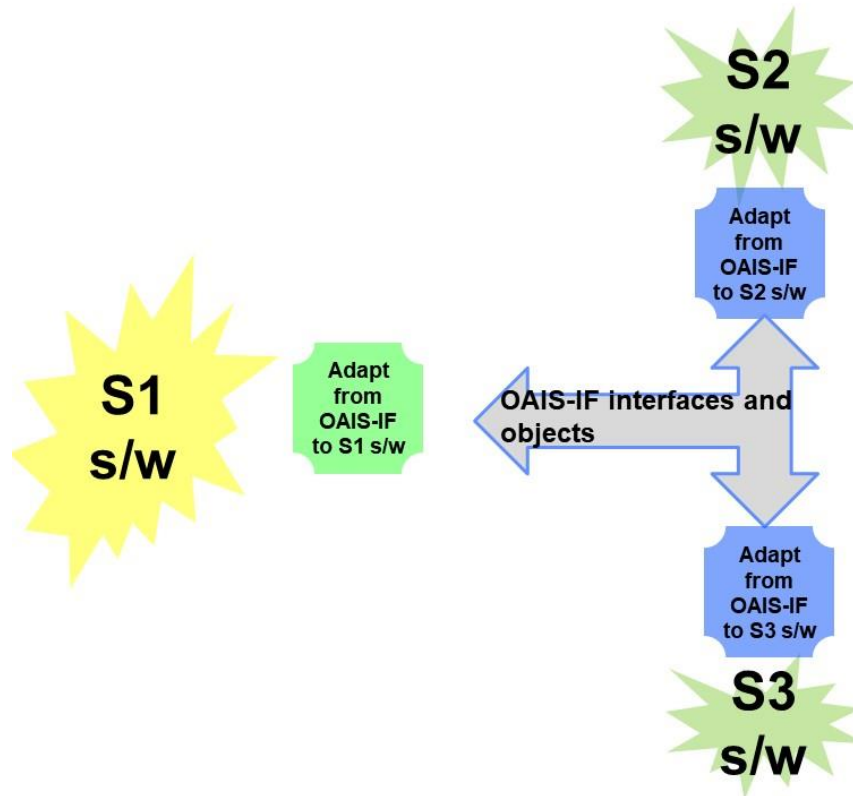 S2
s/w
Adapt
from
OAIS-IF
to S2 s/w
S1
s/w
Adapt
from
OAIS-IF
to S1 s/w
OAIS-IF interfaces and
objects
Adapt
from
OAIS-IF
to S3 s/w
S3
s/w